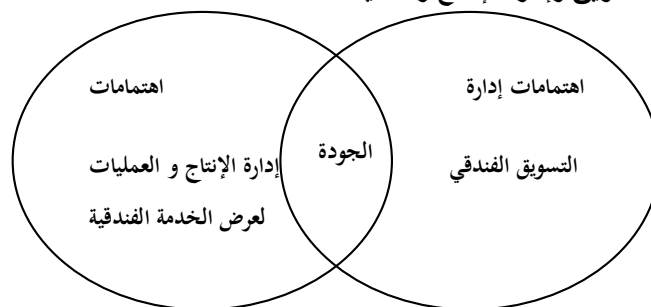 اهتمامات إدارة
التسويق الفندقي
الجودة
اهتمامات
إدارة الإنتاج و العمليات
لعرض الخدمة الفندقية